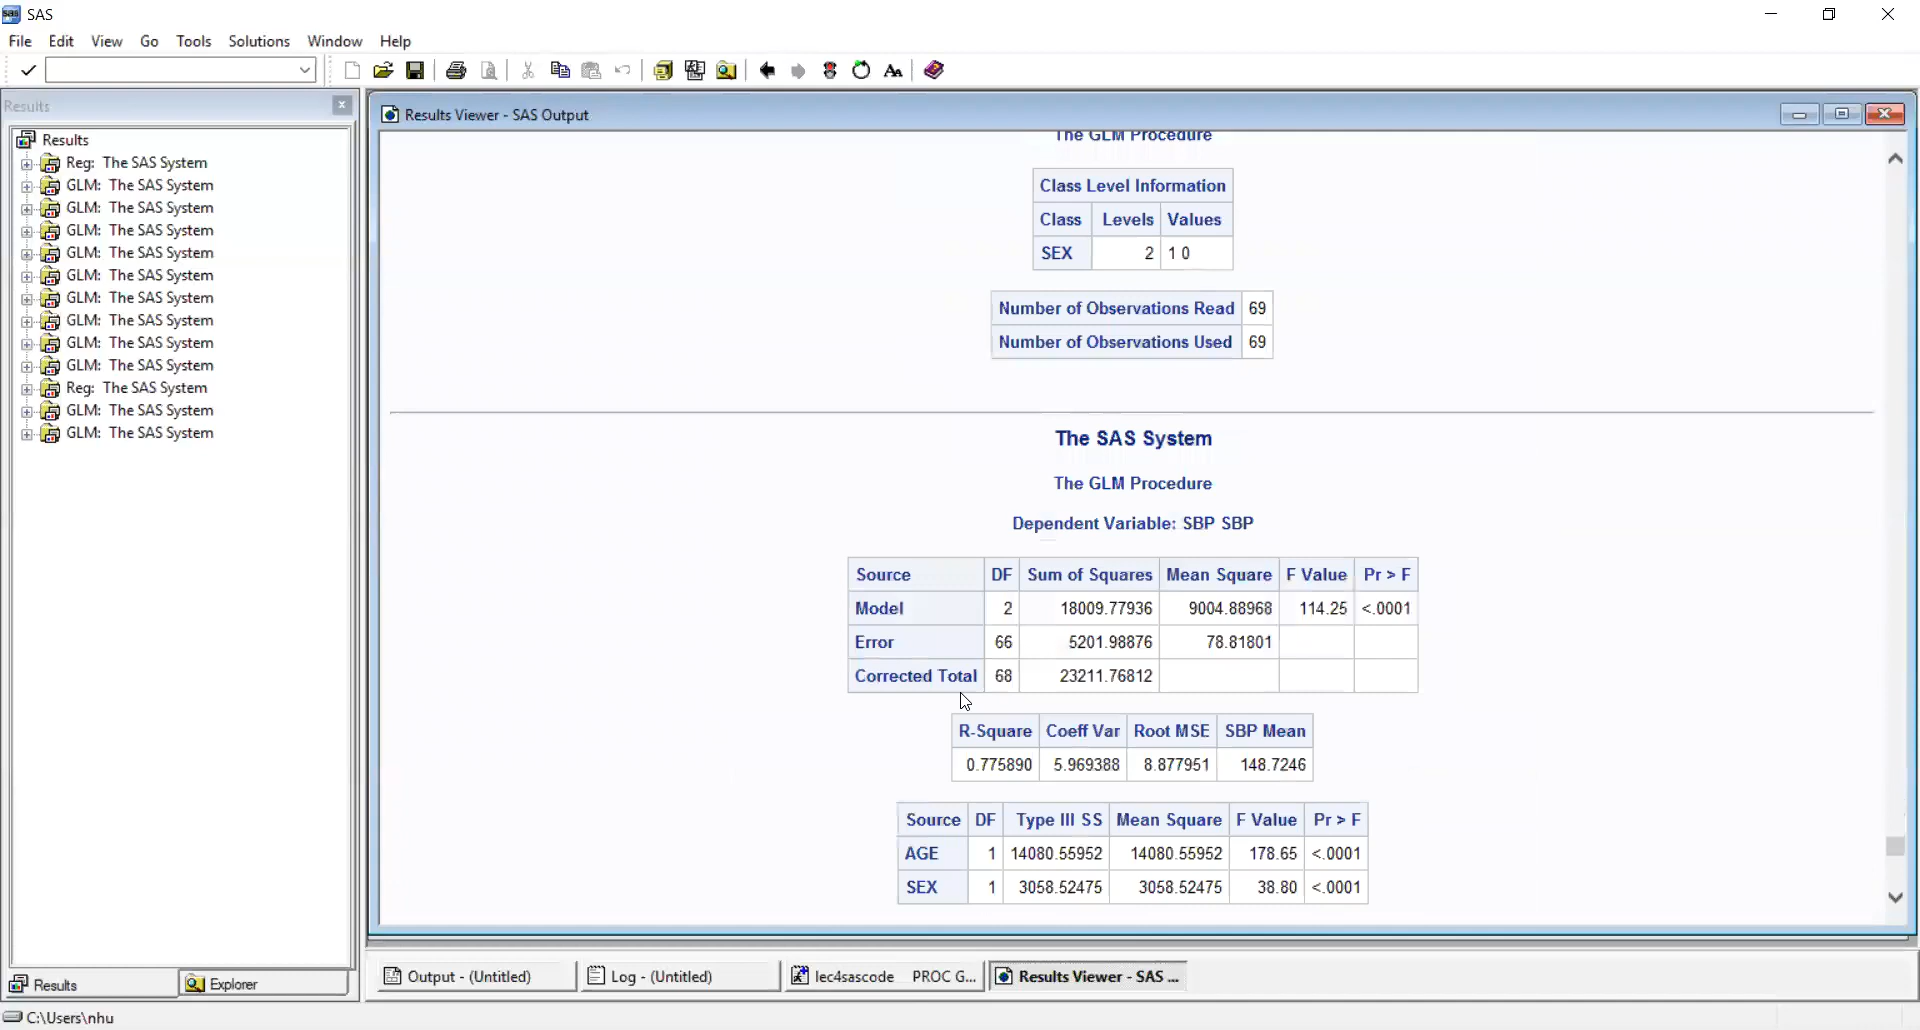 SAS
File Edit View Go Tools Solutions Window Help
Results
Results
Reg: The SAS System
GLM: The SAS System
GLM: The SAS System
GLM: The SAS System
GLM: The SAS System
GLM: The SAS System
GLM: The SAS System
GLM: The SAS System
GLM: The SAS System
GLM: The SAS System
Reg: The SAS System
GLM: The SAS System
GLM: The SAS System
Results Explorer
Results Viewer - SAS Output
The GLM Procedure
Class Level Information
Class Levels Values
SEX 2 1 0
Number of Observations Read 69
Number of Observations Used 69
The SAS System
The GLM Procedure
Dependent Variable: SBP SBP
Source DF Sum of Squares Mean Square F Value Pr > F
Model 2 18009.77936 9004.88968 114.25 <.0001
Error 66 5201.98876 78.81801
Corrected Total 68 23211.76812
R-Square Coeff Var Root MSE SBP Mean
0.775890 5.969388 8.877951 148.7246
Source DF Type III SS Mean Square F Value Pr > F
AGE 1 14080.55952 14080.55952 178.65 <.0001
SEX 1 3058.52475 3058.52475 38.80 <.0001
Output - (Untitled) Log - (Untitled) lec4sascode PROC G... Results Viewer - SAS ...
C:\Users\nhu